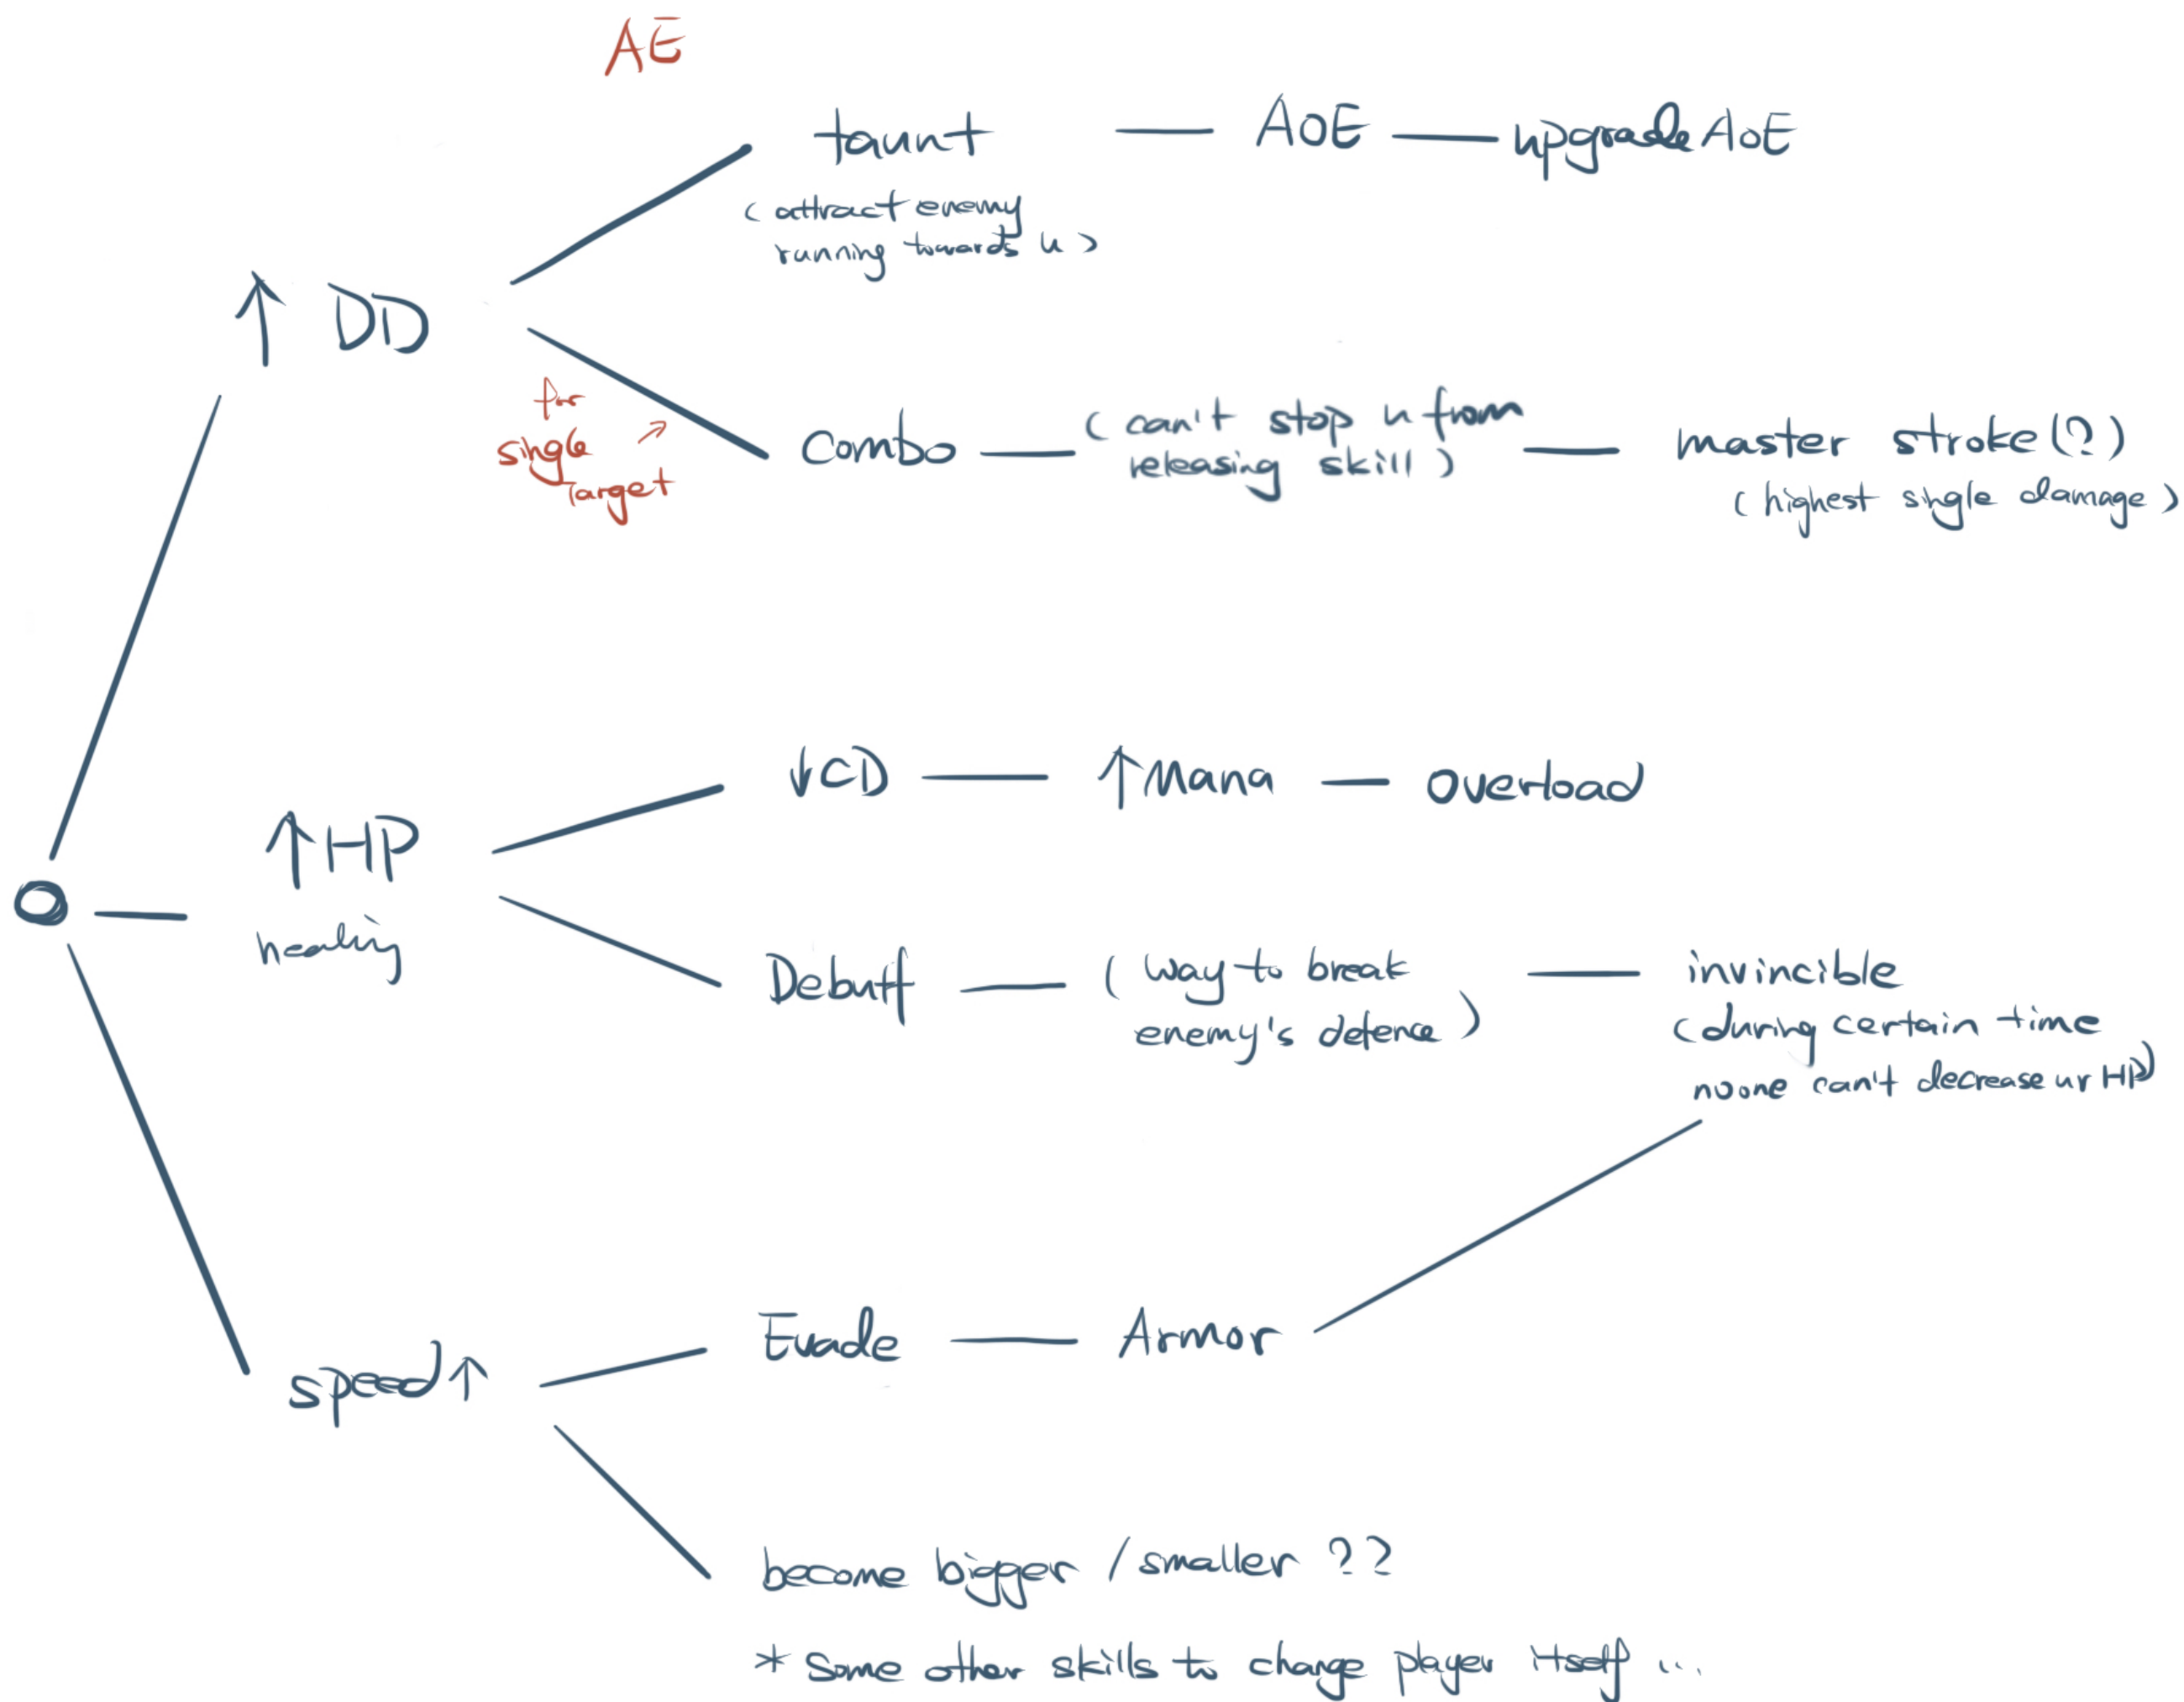 AE
taunt — AOE — upgrade AOE
( attract enemy
running towards u )
↑ DD
for
single ↗
Target
Combo — ( can't stop u from
releasing skill ) — master stroke (?)
( highest single damage )
↓ CD — ↑ Mana — overload
↑ HP
healing
O
Debuff — ( way to break
enemy's defence ) — invincible
( during certain time
noone can't decrease ur HP)
Evade — Armor
speed ↑
become bigger / smaller ??
* Some other skills to change player itself ...